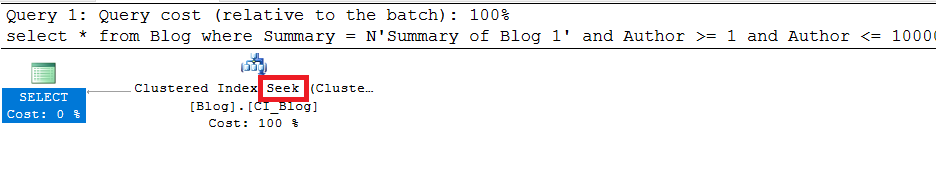 Query 1: Query cost (relative to the batch): 100%
select * from Blog where Summary = N'Summary of Blog 1' and Author >= 1 and Author <= 10000
Clustered Index Seek (Cluste…
SELECT
[Blog].[CI_Blog]
Cost: 0 %
Cost: 100 %